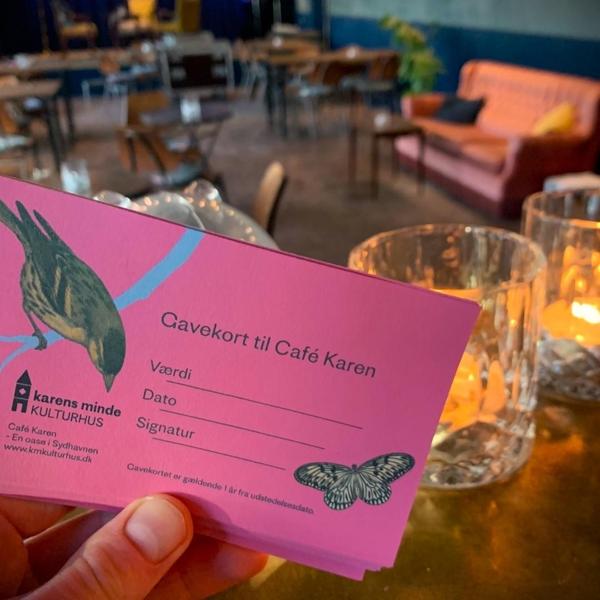 Gavekort til Café Karen
Værdi
Dato
Signatur
karens minde
KULTURHUS
Café Karen
- En oase i Sydhavnen
www.kmkulturhus.dk
Gavekortet er gældende 1 år fra udstedelsesdato.